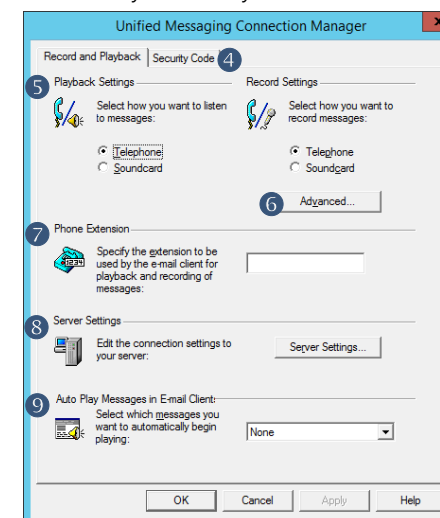 Unified Messaging Connection Manager
Record and Playback Security Code 4
5 Playback Settings
Select how you want to listen
to messages:
Telephone
Soundcard
Record Settings
Select how you want to
record messages:
Telephone
Soundcard
6 Advanced...
7 Phone Extension
Specify the extension to be
used by the e-mail client for
playback and recording of
messages:
8 Server Settings
Edit the connection settings to
your server:
Server Settings...
9 Auto Play Messages in E-mail Client:
Select which messages you
want to automatically begin
playing:
None
OK Cancel Apply Help